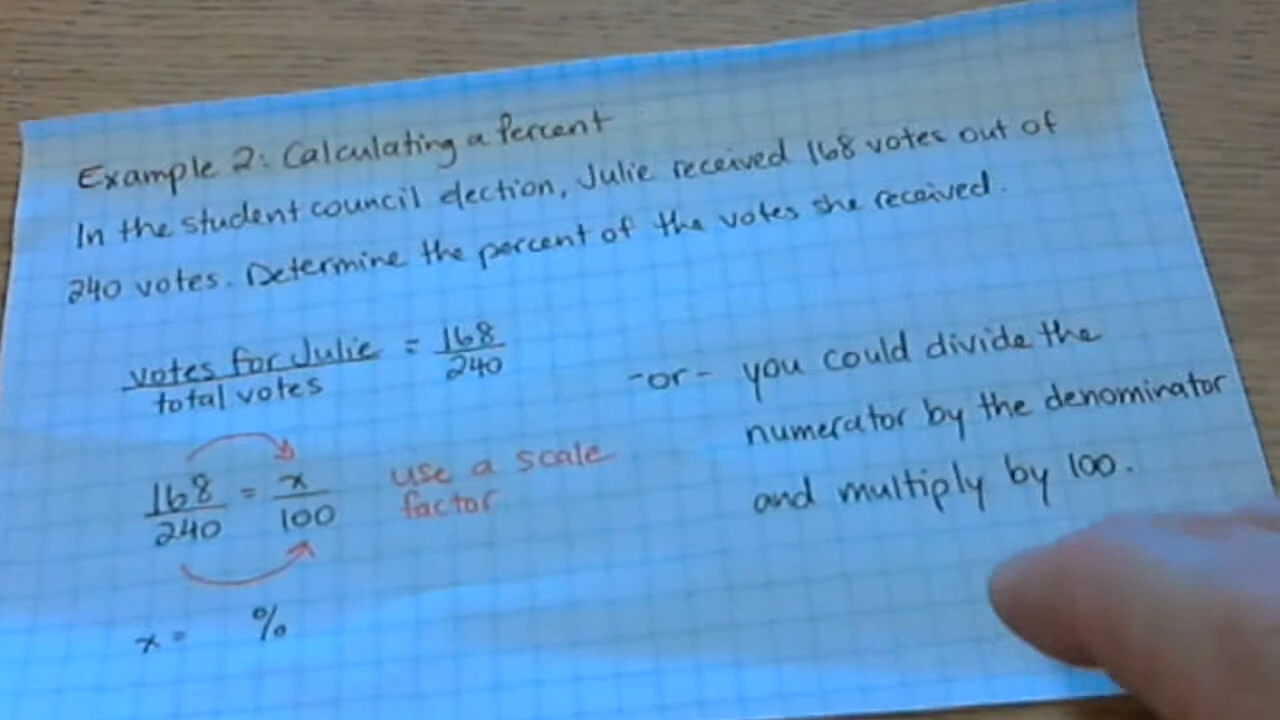 Example 2: Calculating a Percent
In the student council election, Julie received 168 votes out of
240 votes. Determine the percent of the votes she received.
votes for Julie = 168
total votes 240
-or- you could divide the
numerator by the denominator
and multiply by 100.
168 = x
240 100
use a scale
factor
x = %